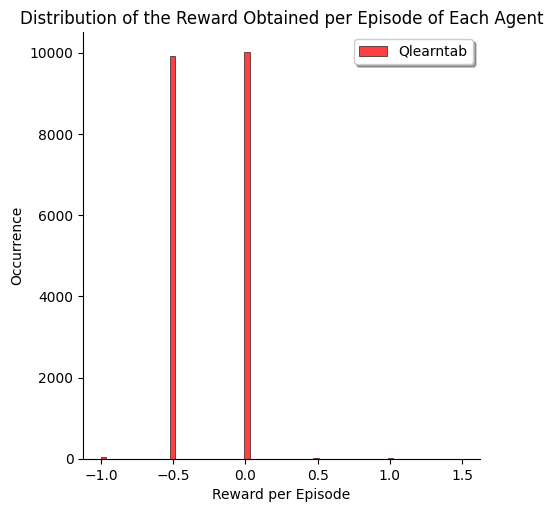 Distribution of the Reward Obtained per Episode of Each Agent
Qlearntab
10000
8000
6000
4000
2000
0
Occurrence
−1.0 −0.5 0.0 0.5 1.0 1.5
Reward per Episode